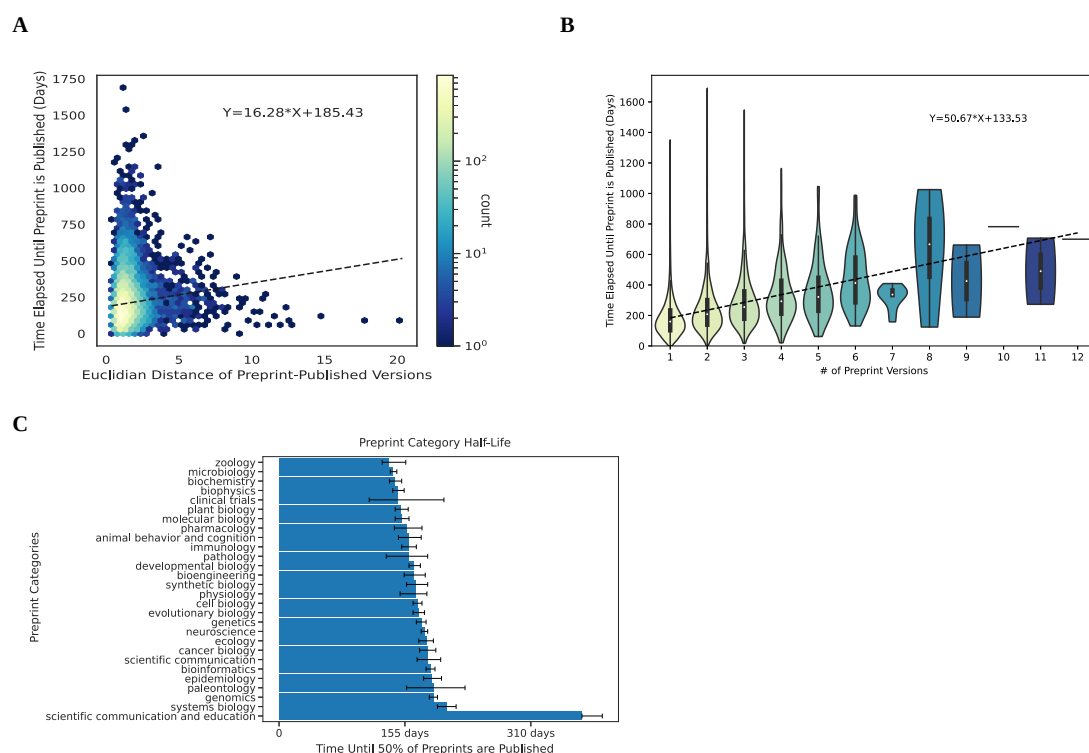 A
1750
1500
1250
1000
750
500
250
0
Time Elapsed Until Preprint is Published (Days)
Y=16.28*X+185.43
0 5 10 15 20
Euclidian Distance of Preprint-Published Versions
10²
10¹
10⁰
count
B
1600
1400
1200
1000
800
600
400
200
0
Time Elapsed Until Preprint is Published (Days)
Y=50.67*X+133.53
1 2 3 4 5 6 7 8 9 10 11 12
# of Preprint Versions
C
Preprint Category Half-Life
Preprint Categories
zoology
microbiology
biochemistry
biophysics
clinical trials
plant biology
molecular biology
pharmacology
animal behavior and cognition
immunology
pathology
developmental biology
bioengineering
synthetic biology
physiology
cell biology
evolutionary biology
genetics
neuroscience
ecology
cancer biology
scientific communication
bioinformatics
epidemiology
paleontology
genomics
systems biology
scientific communication and education
0 155 days 310 days
Time Until 50% of Preprints are Published